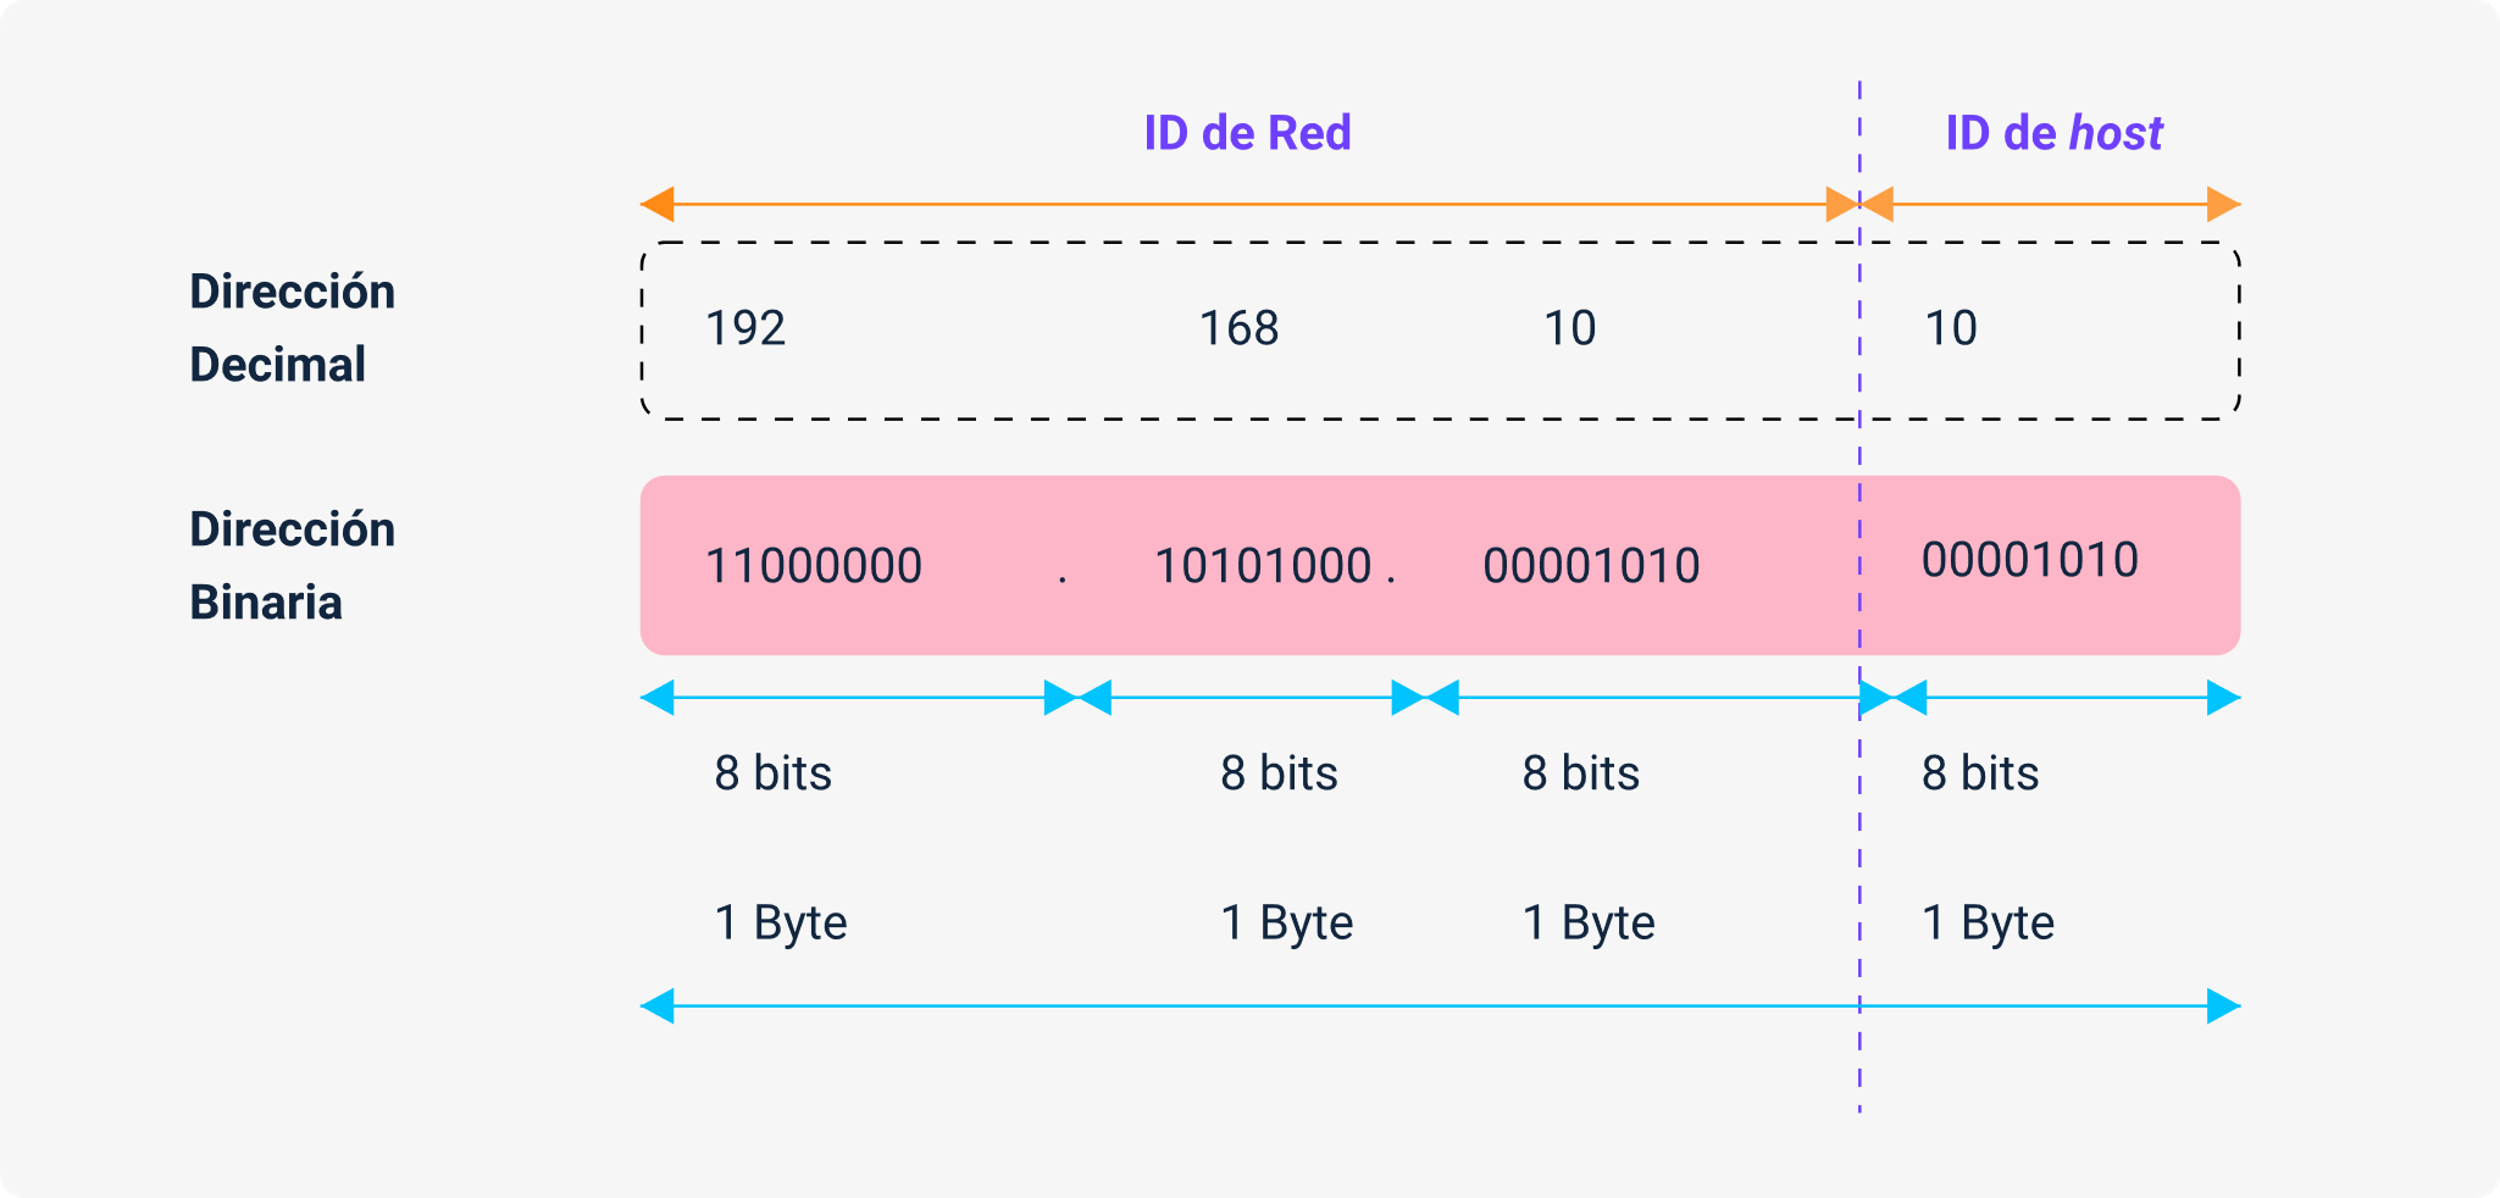 ID de Red ID de host
Dirección
Decimal
192 168 10 10
Dirección
Binaria
11000000 . 10101000 . 00001010 00001010
8 bits 8 bits 8 bits 8 bits
1 Byte 1 Byte 1 Byte 1 Byte